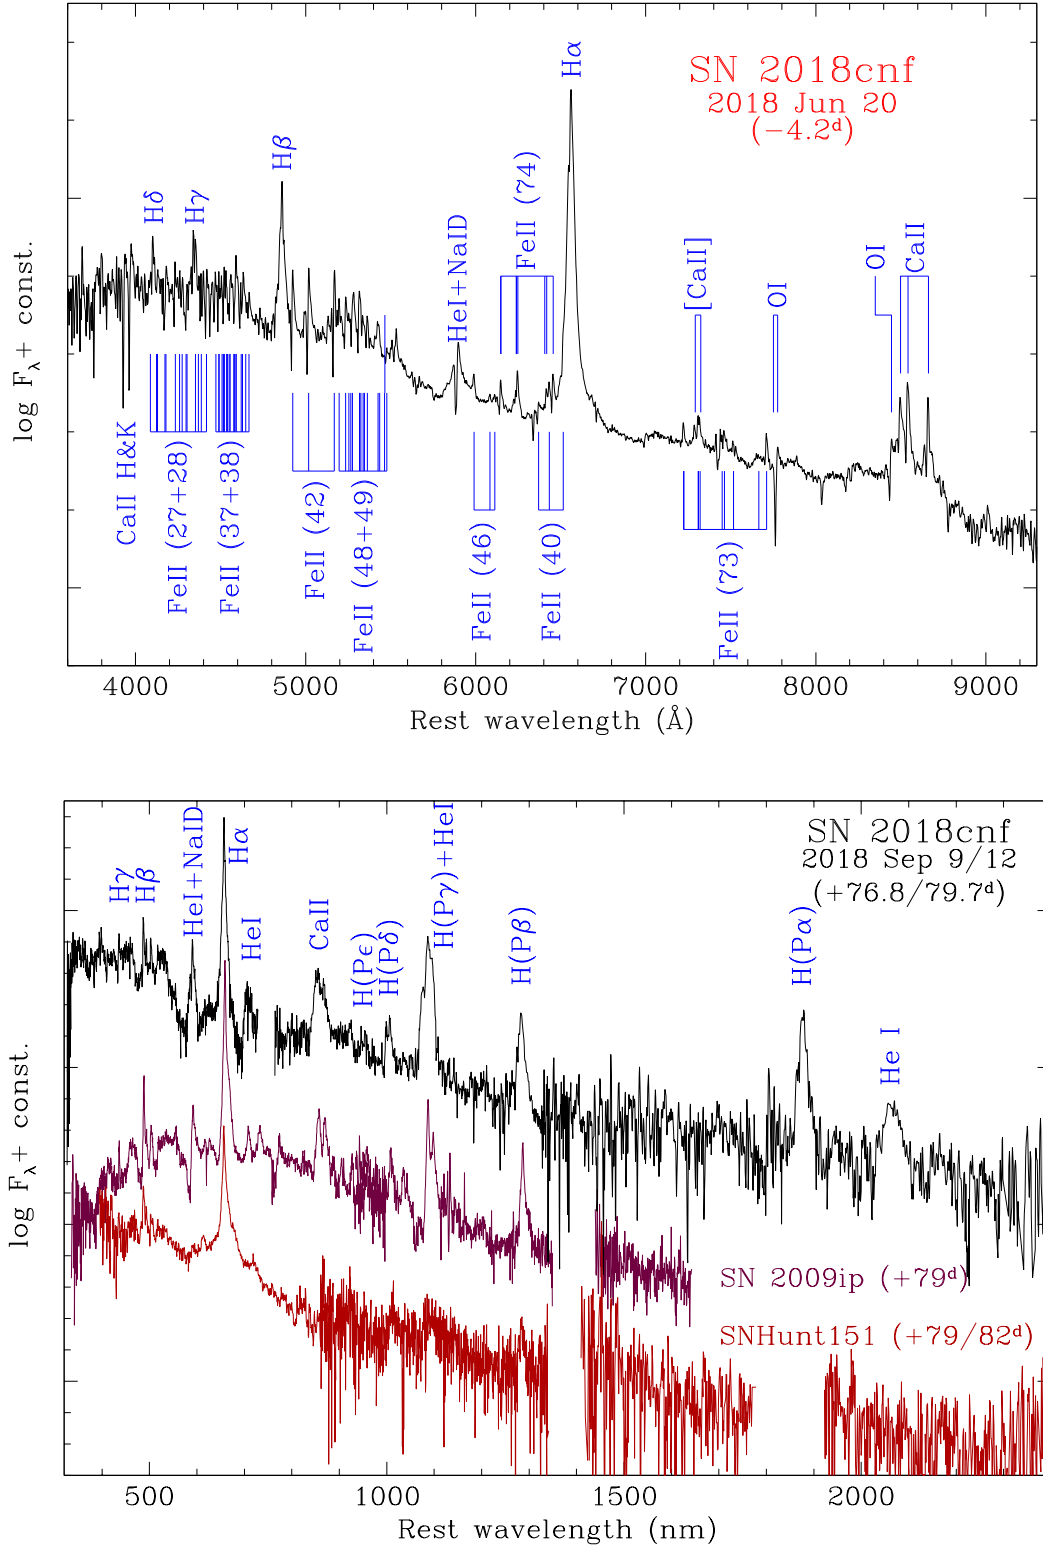 SN 2018cnf
2018 Jun 20
(−4.2ᵈ)
Hα
Hβ
Hδ
Hγ
HeI+NaID
FeII (74)
[CaII]
OI
OI
CaII
CaII H&K
FeII (27+28)
FeII (37+38)
FeII (42)
FeII (48+49)
FeII (46)
FeII (40)
FeII (73)
log F_λ + const.
4000 5000 6000 7000 8000 9000
Rest wavelength (Å)
SN 2018cnf
2018 Sep 9/12
(+76.8/79.7ᵈ)
Hγ
Hβ
HeI+NaID
Hα
HeI
CaII
H(Pϵ)
H(Pδ)
H(Pγ)+HeI
H(Pβ)
H(Pα)
He I
SN 2009ip (+79ᵈ)
SNHunt151 (+79/82ᵈ)
log F_λ + const.
500 1000 1500 2000
Rest wavelength (nm)